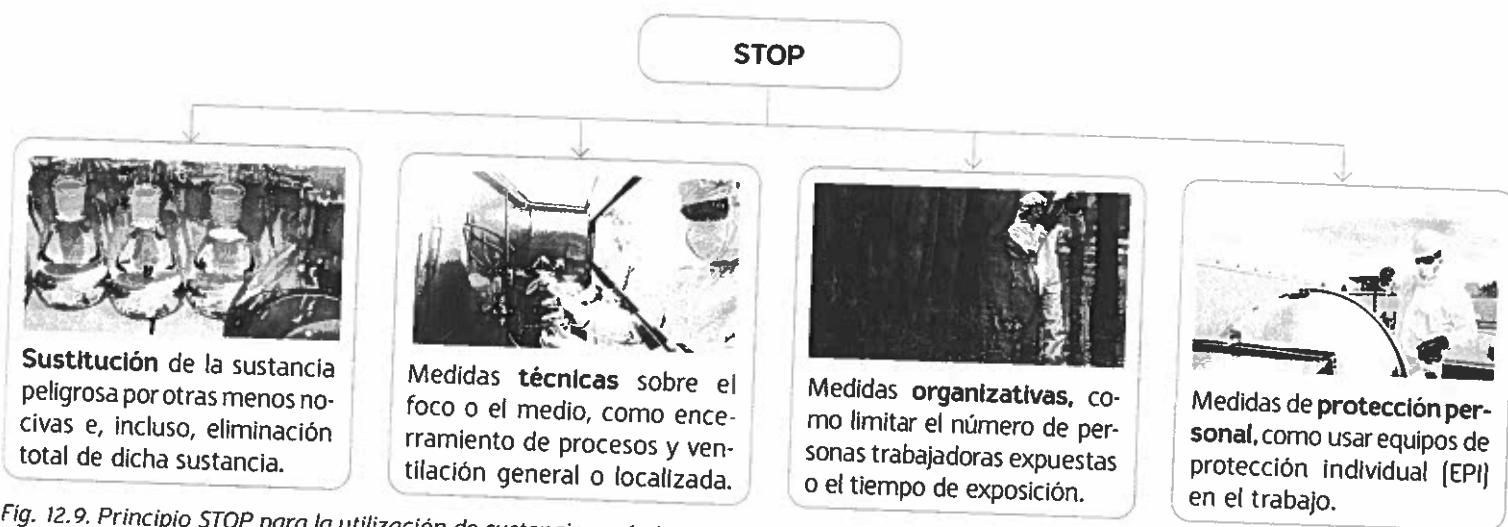 STOP
Sustitución de la sustancia
peligrosa por otras menos no-
civas e, incluso, eliminación
total de dicha sustancia.
Medidas técnicas sobre el
foco o el medio, como ence-
rramiento de procesos y ven-
tilación general o localizada.
Medidas organizativas, co-
mo limitar el número de per-
sonas trabajadoras expuestas
o el tiempo de exposición.
Medidas de protección per-
sonal, como usar equipos de
protección individual (EPI)
en el trabajo.
Fig. 12.9. Principio STOP para la utilización de